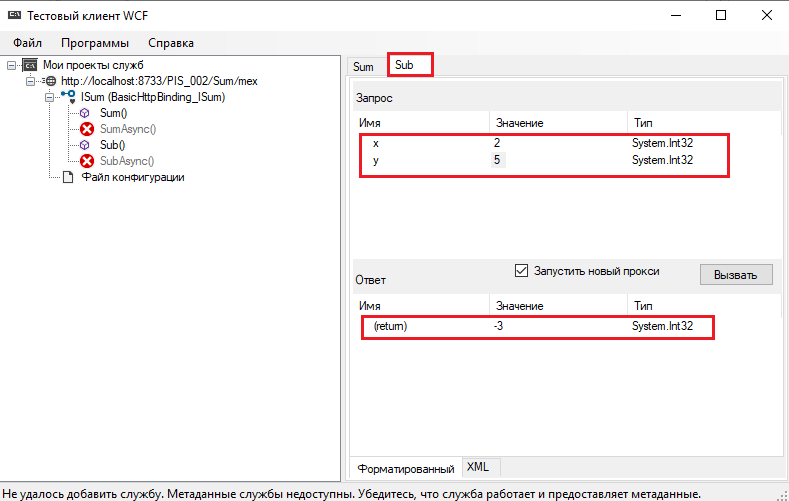 Тестовый клиент WCF
Файл Программы Справка
Мои проекты служб
http://localhost:8733/PIS_002/Sum/mex
ISum (BasicHttpBinding_ISum)
Sum()
SumAsync()
Sub()
SubAsync()
Файл конфигурации
Sum Sub
Запрос
Имя Значение Тип
x 2 System.Int32
y 5 System.Int32
Ответ Запустить новый прокси Вызвать
Имя Значение Тип
(return) -3 System.Int32
Форматированный XML
Не удалось добавить службу. Метаданные службы недоступны. Убедитесь, что служба работает и предоставляет метаданные.